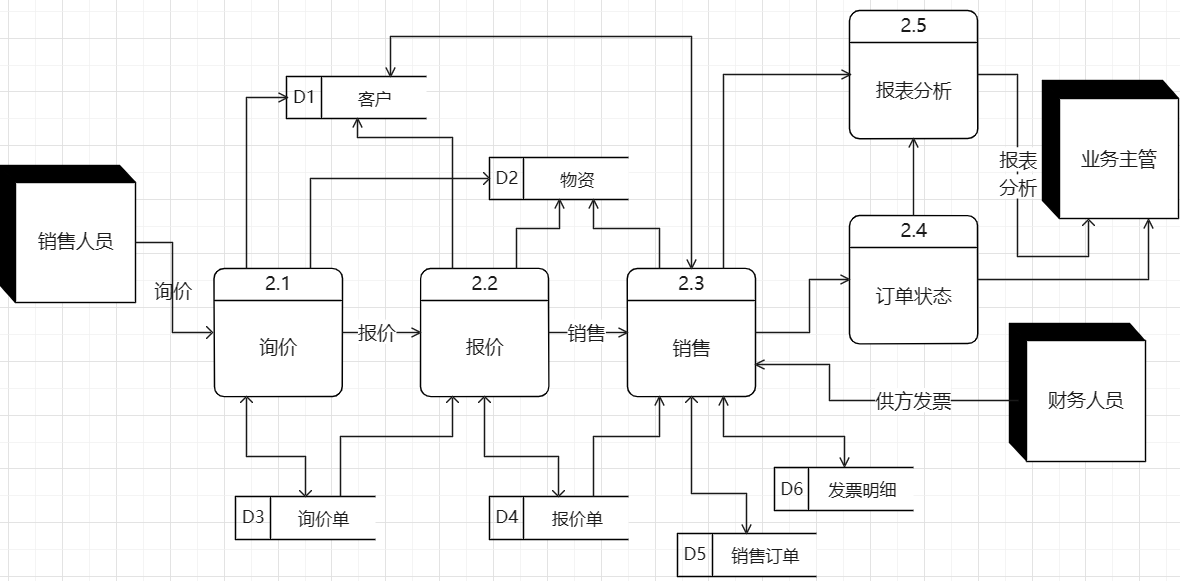 2.5
报表分析
D1
客户
业务主管
报表
分析
D2
物资
2.4
订单状态
销售人员
询价
2.1
询价
报价
2.2
报价
销售
2.3
销售
供方发票
财务人员
D3
询价单
D4
报价单
D6
发票明细
D5
销售订单